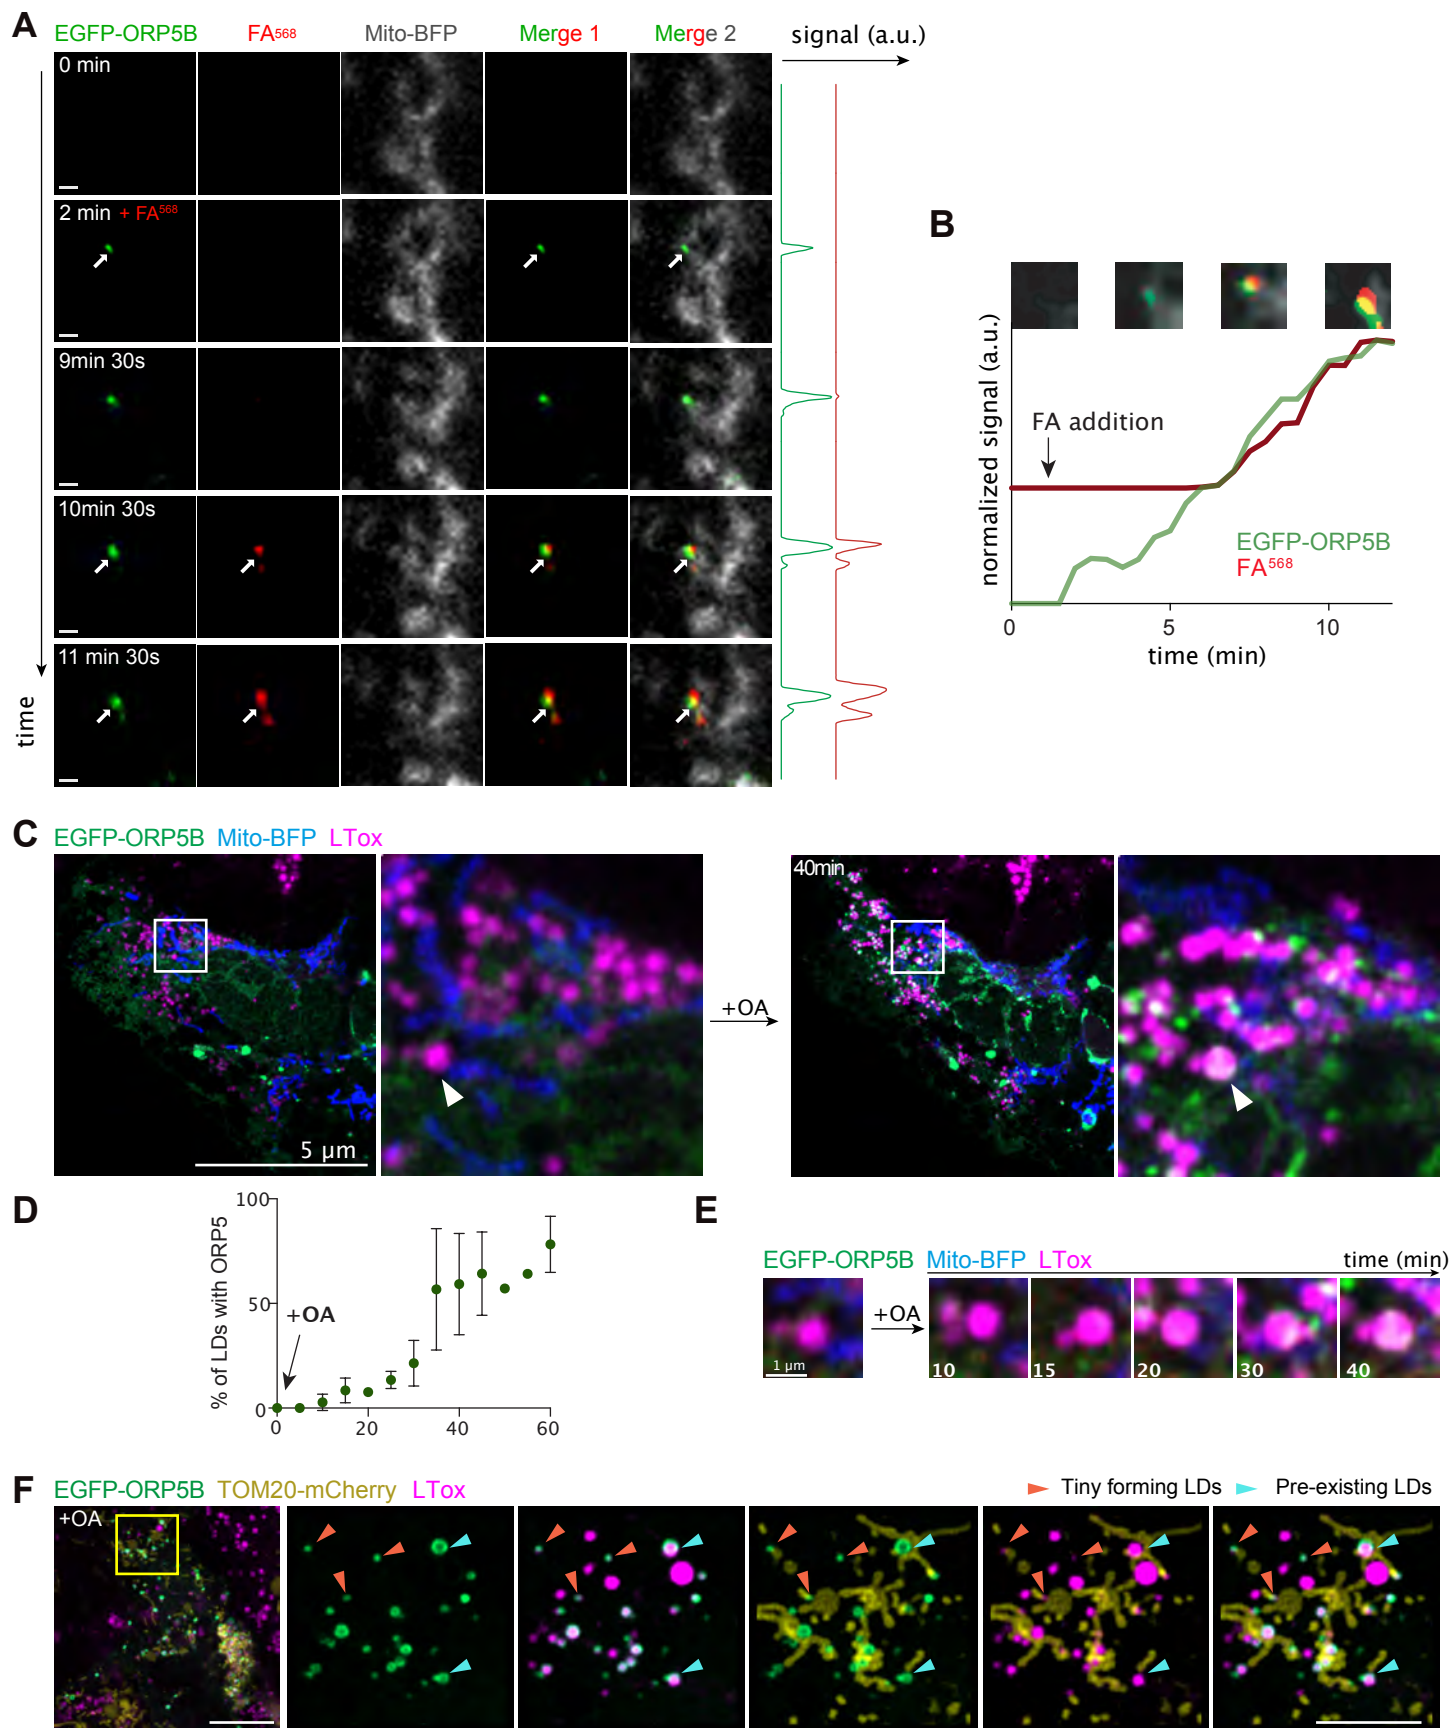 A
EGFP-ORP5B FA568 Mito-BFP Merge 1 Merge 2 signal (a.u.)
0 min
2 min + FA568
9min 30s
10min 30s
11 min 30s
time
B
normalized signal (a.u.)
FA addition
EGFP-ORP5B
FA568
0 5 10
time (min)
C EGFP-ORP5B Mito-BFP LTox
5 µm
+OA
40min
D
% of LDs with ORP5
100
50
0
+OA
0 20 40 60
E
EGFP-ORP5B Mito-BFP LTox time (min)
+OA
1 µm
10 15 20 30 40
F EGFP-ORP5B TOM20-mCherry LTox Tiny forming LDs Pre-existing LDs
+OA